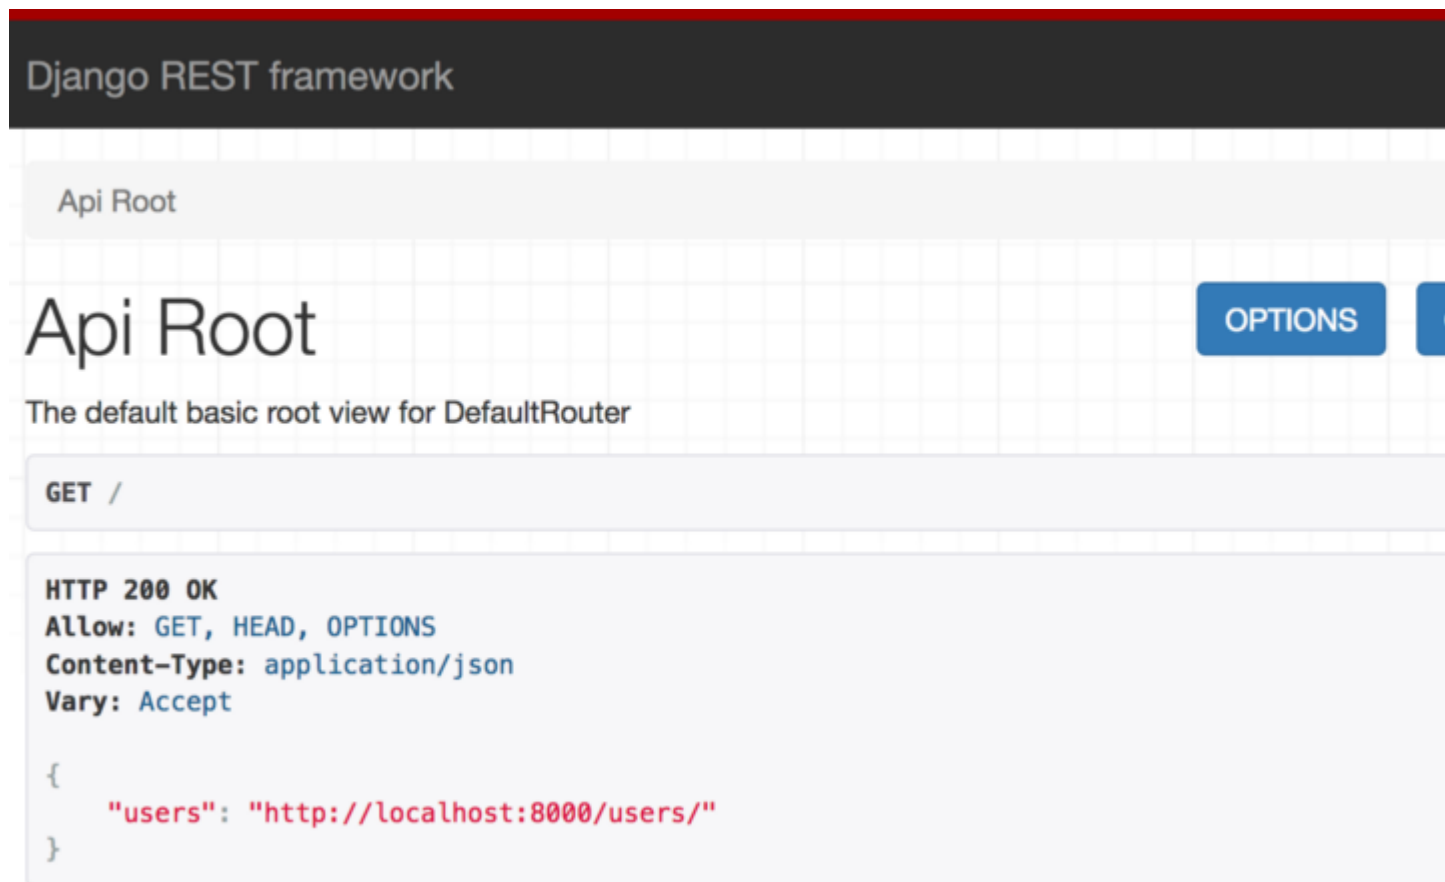 Django REST framework
Api Root
Api Root
OPTIONS
The default basic root view for DefaultRouter
GET /
HTTP 200 OK
Allow: GET, HEAD, OPTIONS
Content-Type: application/json
Vary: Accept
{
"users": "http://localhost:8000/users/"
}